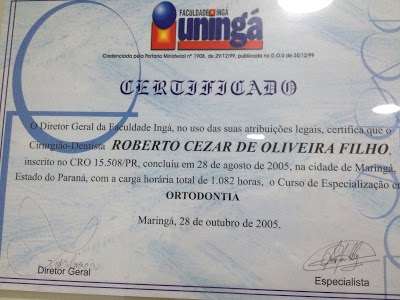 FACULDADE INGÁ
uningá
Credenciada pela Portaria Ministerial nº 1908, de 29/12/99, publicada no D.O.U de 30/12/99
CERTIFICADO
O Diretor Geral da Faculdade Ingá, no uso das suas atribuições legais, certifica que o
Cirurgião-Dentista ROBERTO CEZAR DE OLIVEIRA FILHO,
inscrito no CRO 15.508/PR, concluiu em 28 de agosto de 2005, na cidade de Maringá,
Estado do Paraná, com a carga horária total de 1.082 horas, o Curso de Especialização e
ORTODONTIA
Maringá, 28 de outubro de 2005.
Diretor Geral
Especialista